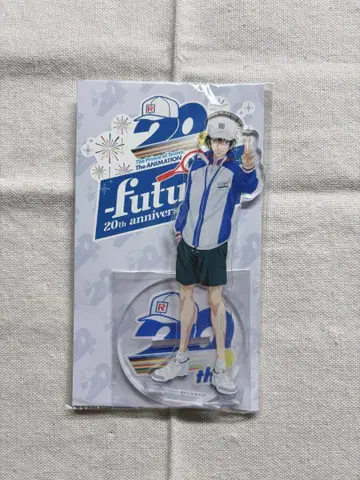 R
20
The Prince of Tennis
The ANIMATION
-futu
20th annivers
R
20
th